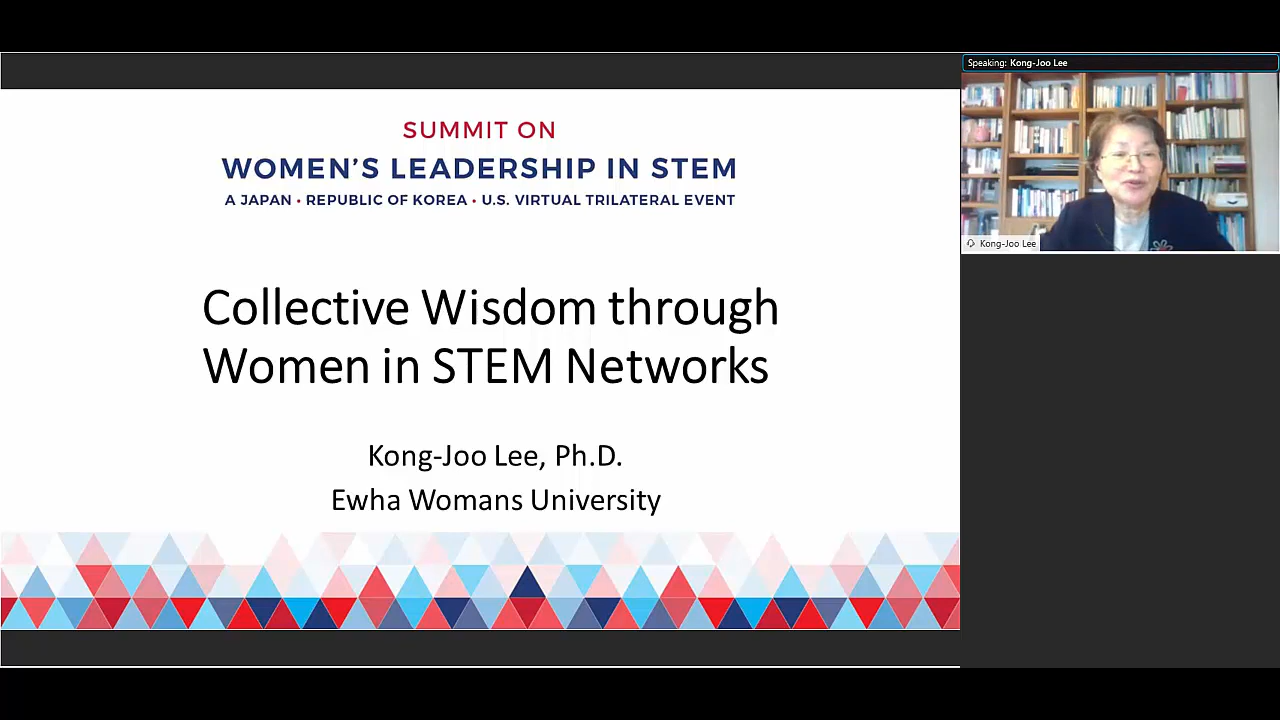 SUMMIT ON
WOMEN'S LEADERSHIP IN STEM
A JAPAN • REPUBLIC OF KOREA • U.S. VIRTUAL TRILATERAL EVENT
Collective Wisdom through
Women in STEM Networks
Kong-Joo Lee, Ph.D.
Ewha Womans University
Speaking: Kong-Joo Lee
Kong-Joo Lee